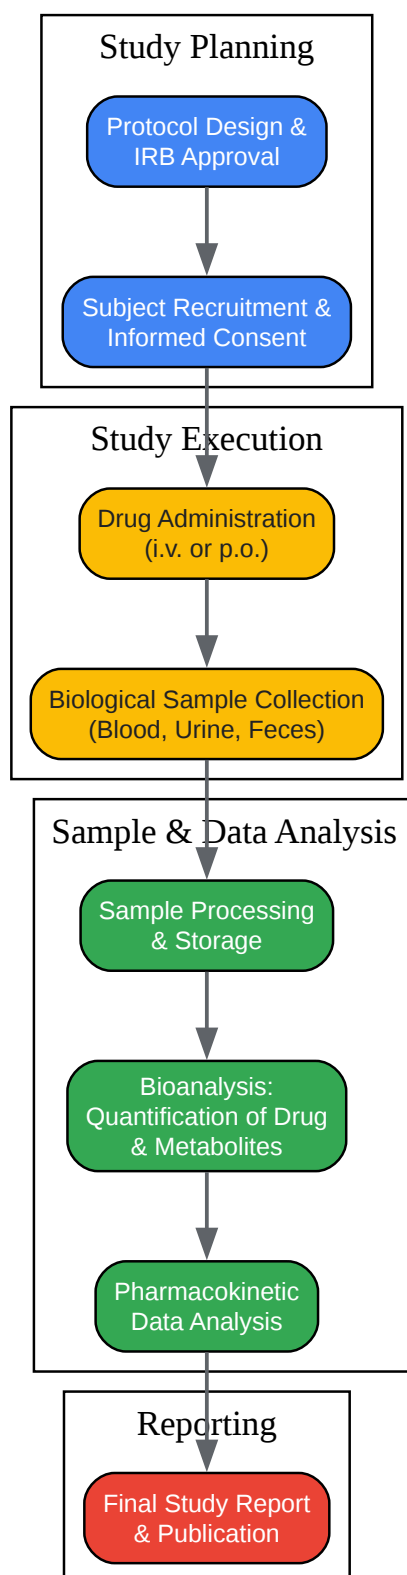 Study Planning
Protocol Design &
IRB Approval
Subject Recruitment &
Informed Consent
Study Execution
Drug Administration
(i.v. or p.o.)
Biological Sample Collection
(Blood, Urine, Feces)
Sample & Data Analysis
Sample Processing
& Storage
Bioanalysis:
Quantification of Drug
& Metabolites
Pharmacokinetic
Data Analysis
Reporting
Final Study Report
& Publication